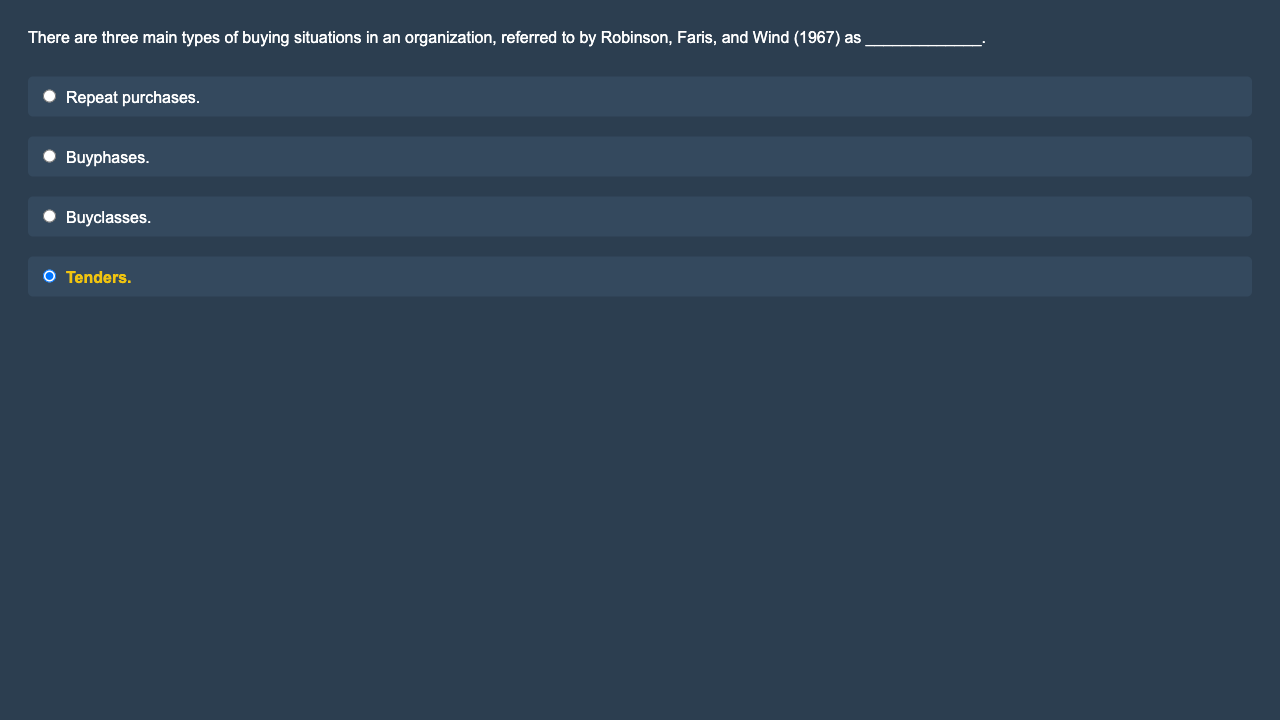 There are three main types of buying situations in an organization, referred to by Robinson, Faris, and Wind (1967) as _____________.
Repeat purchases.
Buyphases.
Buyclasses.
Tenders.